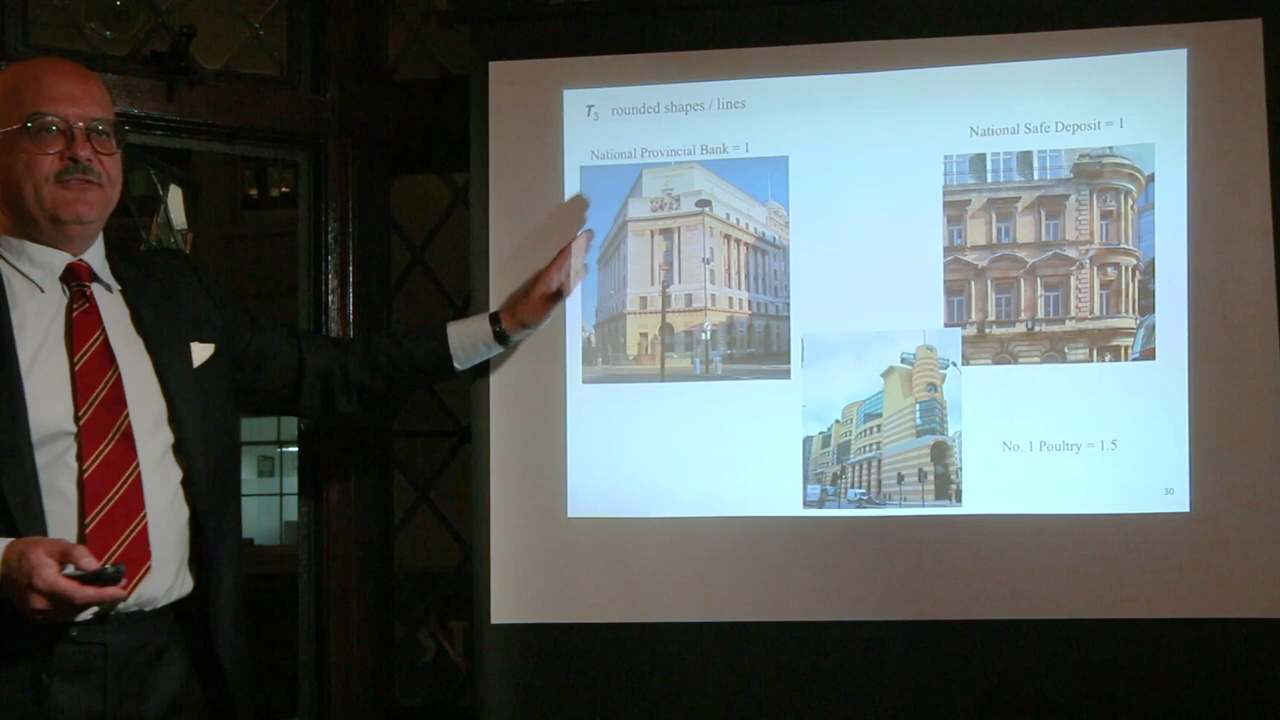 T3 rounded shapes / lines
National Provincial Bank = 1
National Safe Deposit = 1
No. 1 Poultry = 1.5
30